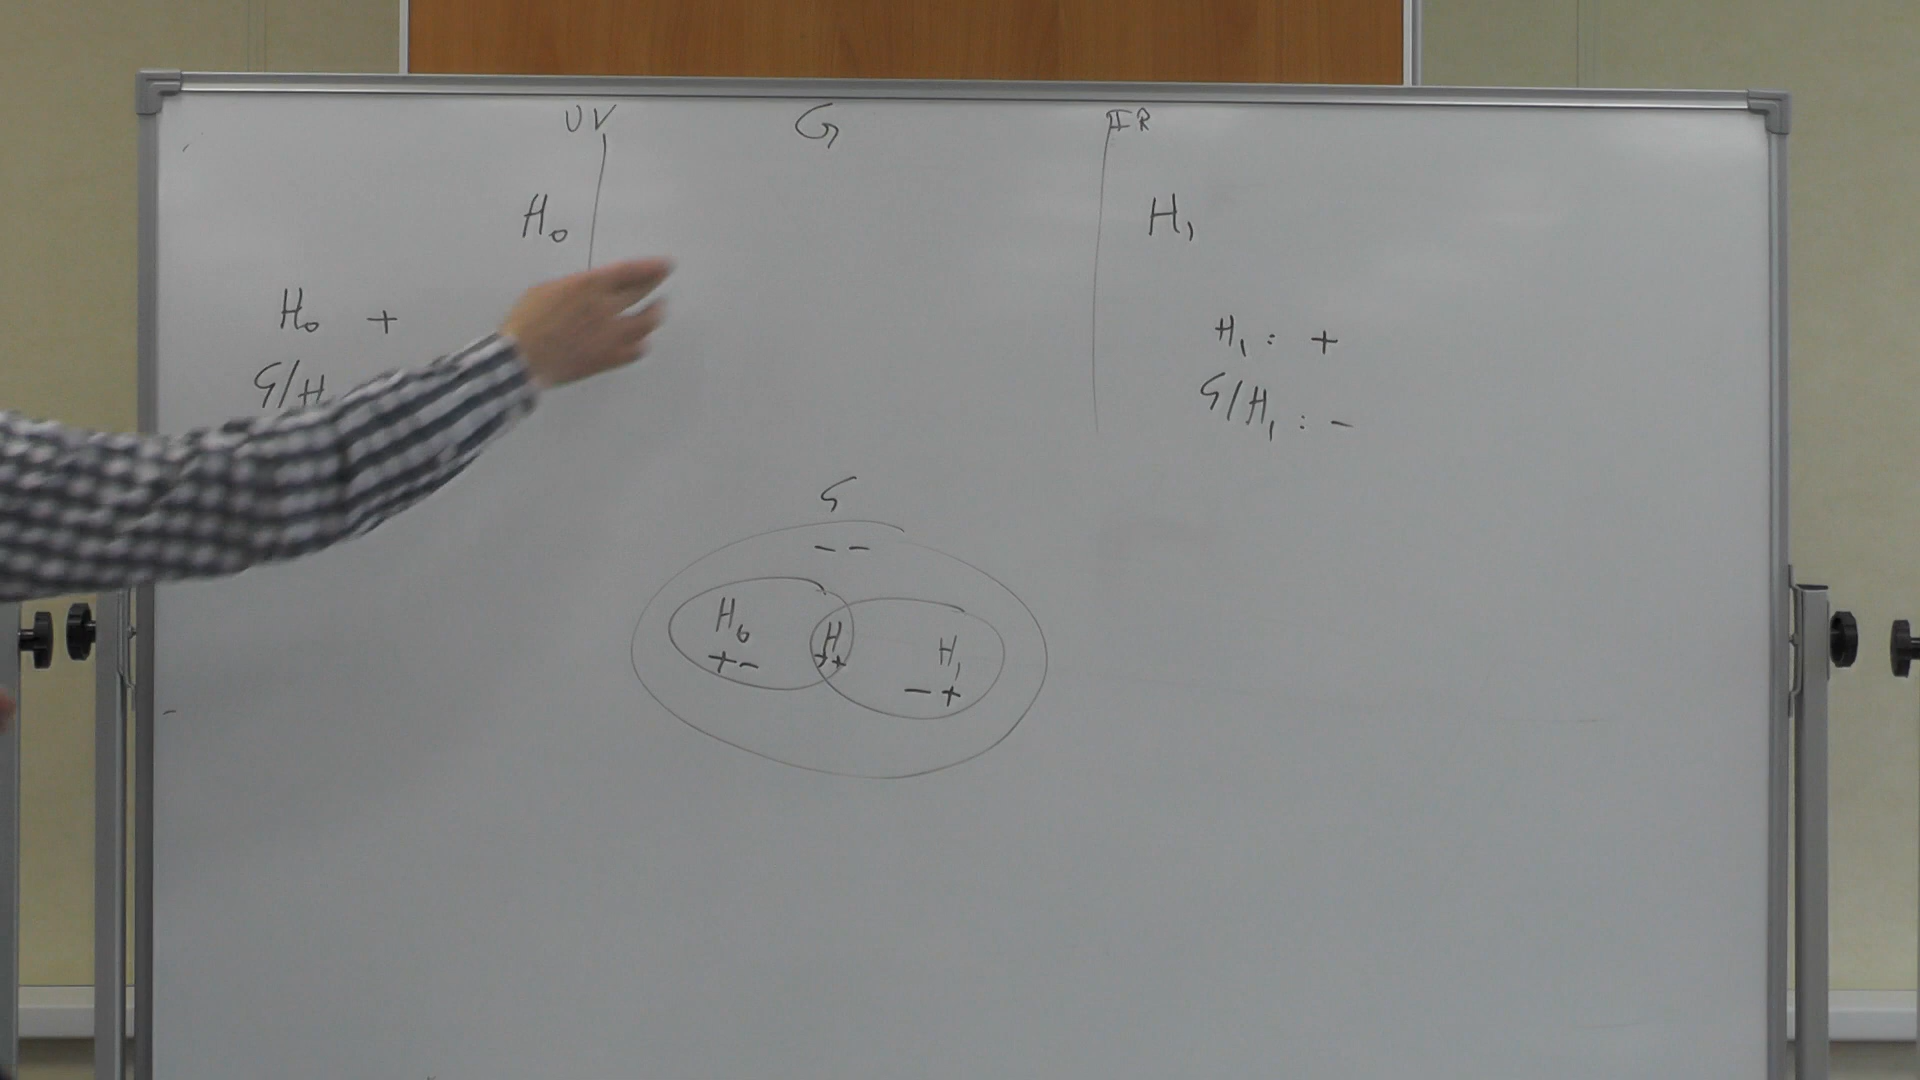 UV G IR
H₀ H₁
H₀ + H₁ : +
G/H G/H₁ : -
G
- -
H₀ H H₁
+ - + + - +